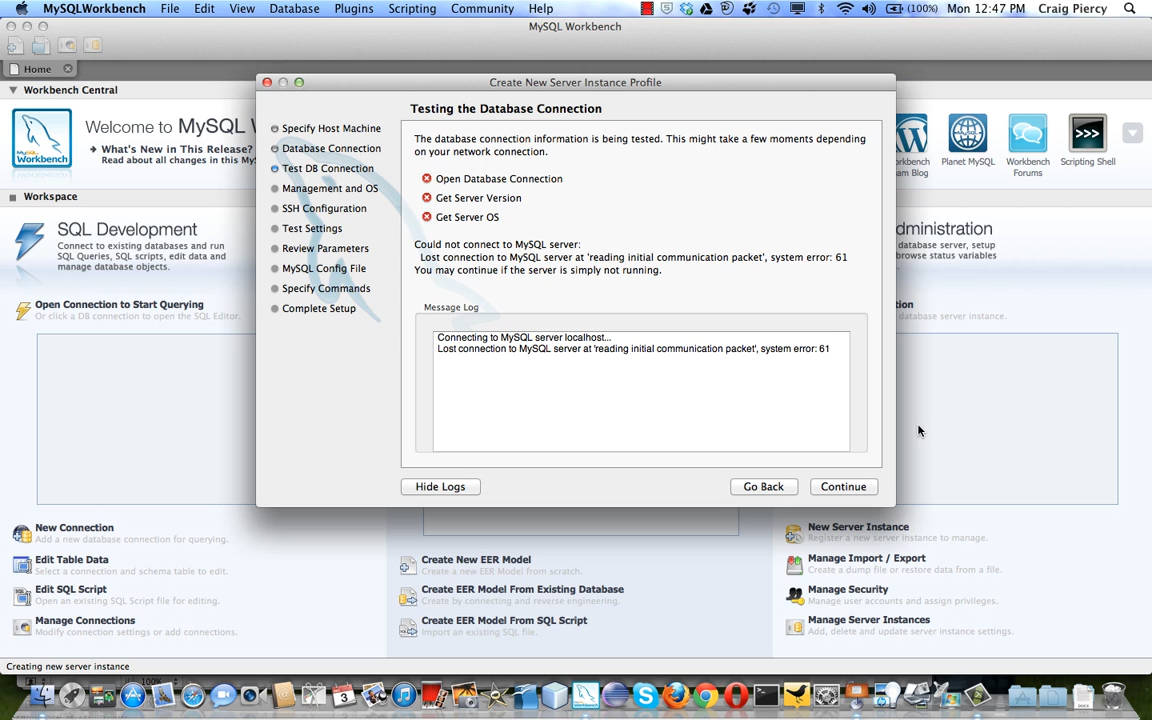 MySQLWorkbench File Edit View Database Plugins Scripting Community Help (100%) Mon 12:47 PM Craig Piercy
MySQL Workbench
Home
Workbench Central
Create New Server Instance Profile
Testing the Database Connection
Specify Host Machine
Database Connection
Test DB Connection
Management and OS
SSH Configuration
Test Settings
Review Parameters
MySQL Config File
Specify Commands
Complete Setup
The database connection information is being tested. This might take a few moments depending
on your network connection.
Open Database Connection
Get Server Version
Get Server OS
Could not connect to MySQL server:
Lost connection to MySQL server at 'reading initial communication packet', system error: 61
You may continue if the server is simply not running.
Message Log
Connecting to MySQL server localhost...
Lost connection to MySQL server at 'reading initial communication packet', system error: 61
Hide Logs
Go Back
Continue
MySQL
Workbench
Welcome to MySQL W
What's New in This Release?
Read about all changes in this MyS
Planet MySQL
Workbench
Forums
Scripting Shell
Workspace
SQL Development
Connect to existing databases and run
SQL Queries, SQL scripts, edit data and
manage database objects.
Open Connection to Start Querying
Or click a DB connection to open the SQL Editor.
New Connection
Add a new database connection for querying.
Edit Table Data
Select a connection and schema table to edit.
Edit SQL Script
Open an existing SQL Script file for editing.
Manage Connections
Modify connection settings or add connections.
Create New EER Model
Create a new EER Model from scratch.
Create EER Model From Existing Database
Create by connecting and reverse engineering.
Create EER Model From SQL Script
Import an existing SQL file.
dministration
database server, setup
browse status variables
server instance.
New Server Instance
Register a new server instance to manage.
Manage Import / Export
Create a dump file or restore data from a file.
Manage Security
Manage user accounts and assign privileges.
Manage Server Instances
Add, delete and update server instance settings.
Creating new server instance
100%
3